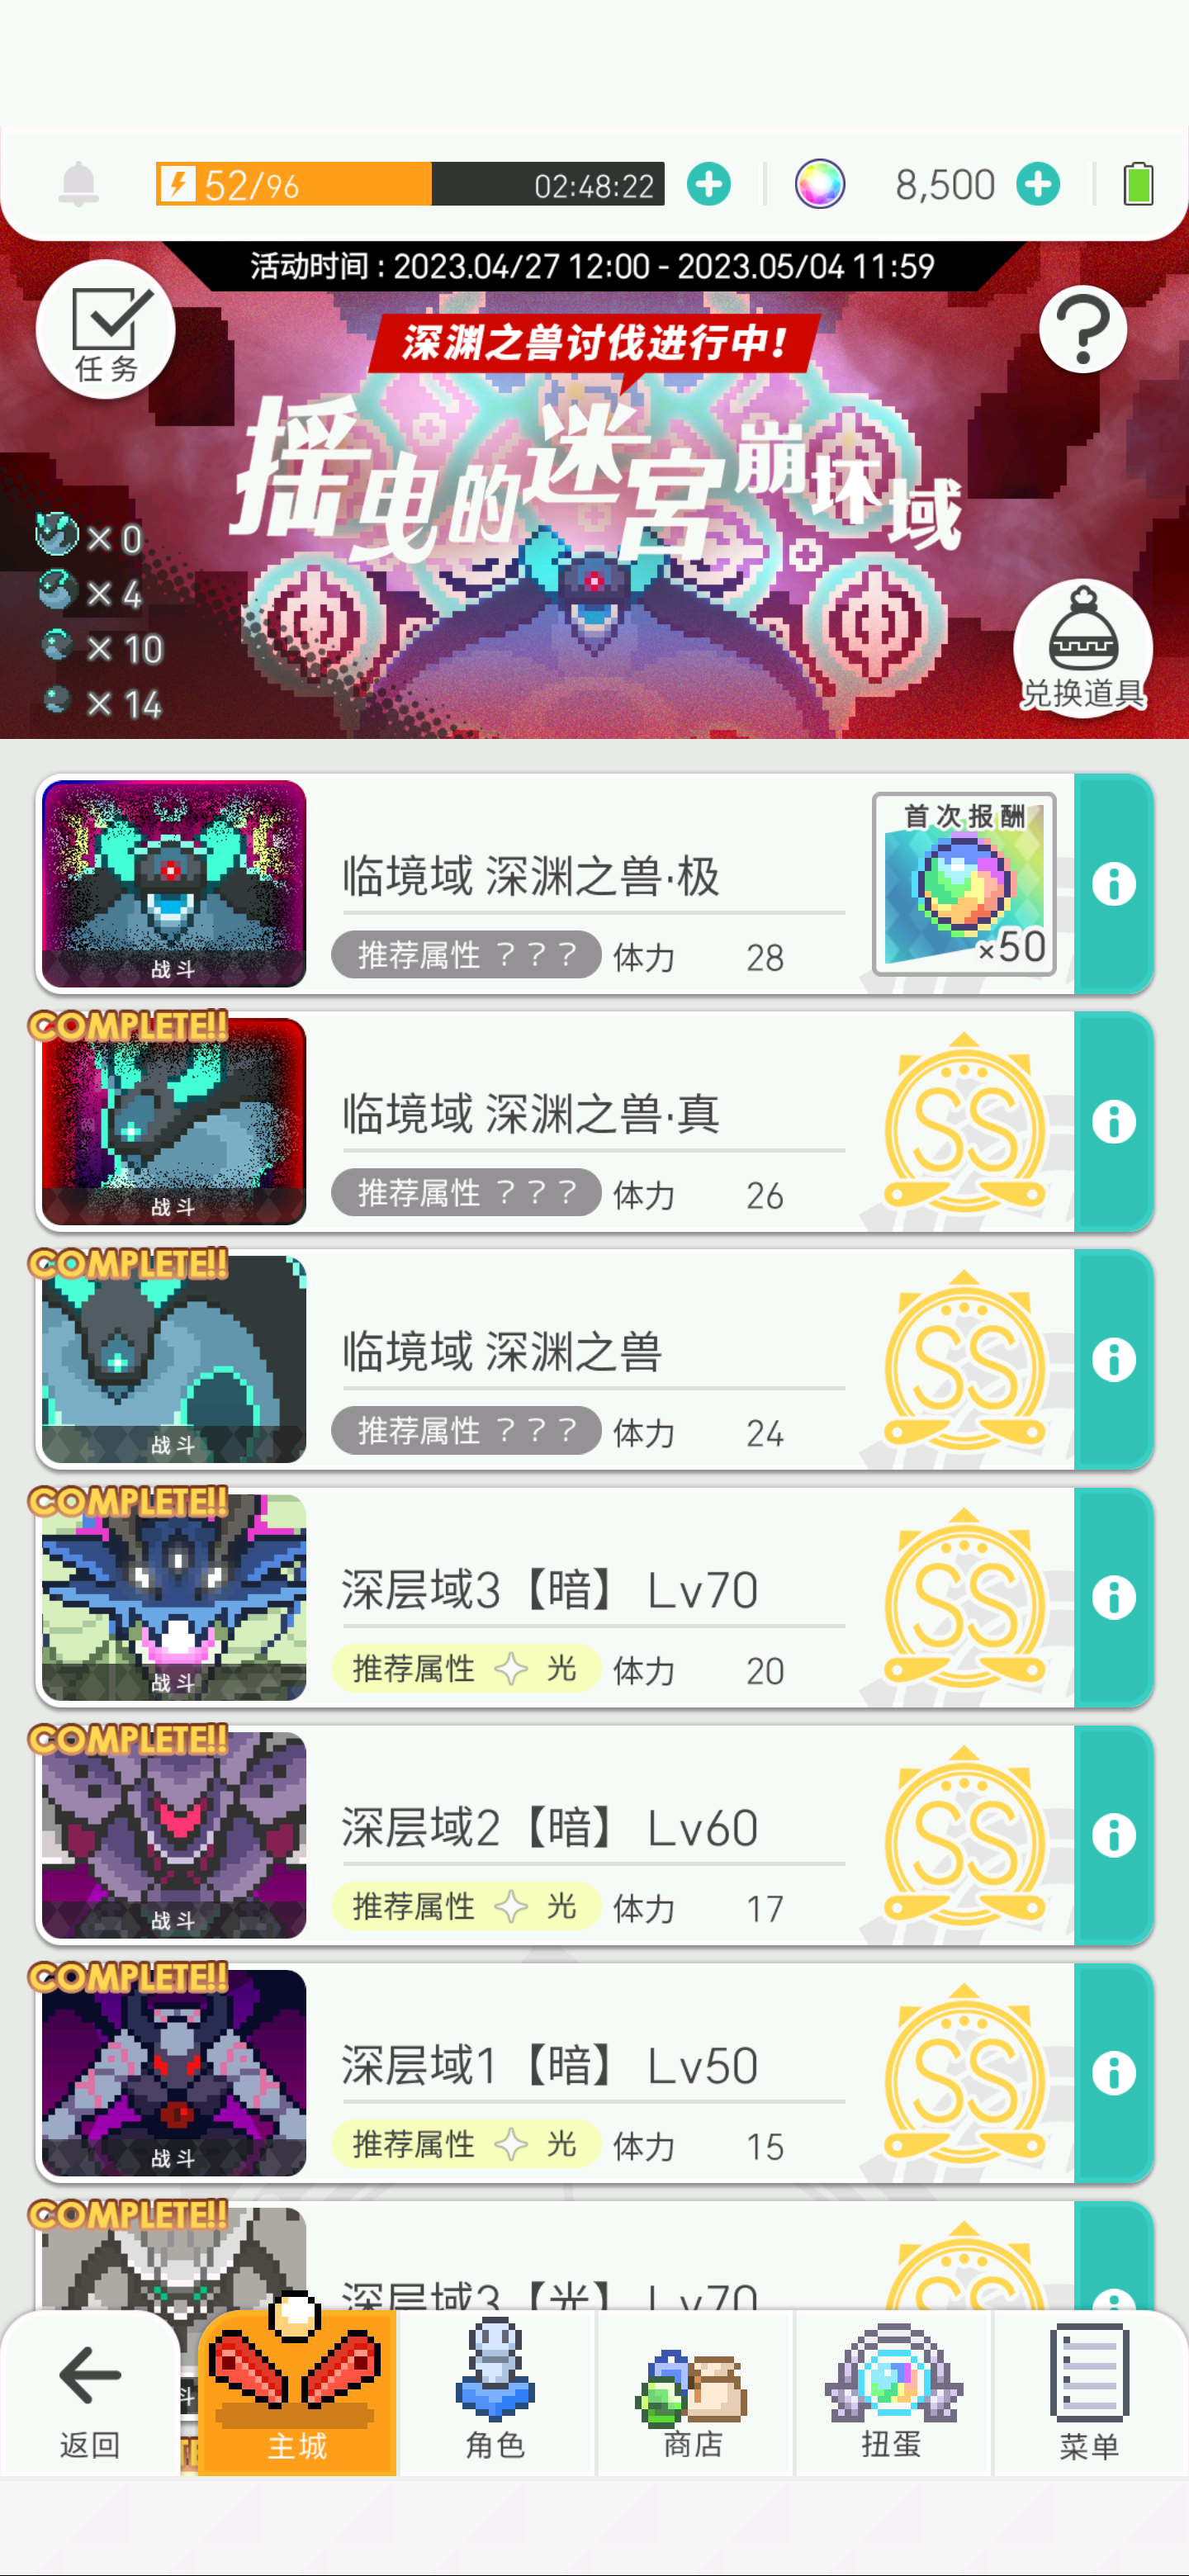 52/96 02:48:22 8,500
活动时间 : 2023.04/27 12:00 - 2023.05/04 11:59
任务
深渊之兽讨伐进行中!
摇曳的迷宫崩坏域
×0
×4
×10
×14
兑换道具
临境域 深渊之兽·极
首次报酬
×50
战斗
推荐属性 ??? 体力 28
COMPLETE!!
临境域 深渊之兽·真
SS
战斗
推荐属性 ??? 体力 26
COMPLETE!!
临境域 深渊之兽
SS
战斗
推荐属性 ??? 体力 24
COMPLETE!!
深层域3【暗】 Lv70
SS
战斗
推荐属性 光 体力 20
COMPLETE!!
深层域2【暗】 Lv60
SS
战斗
推荐属性 光 体力 17
COMPLETE!!
深层域1【暗】 Lv50
SS
战斗
推荐属性 光 体力 15
COMPLETE!!
深层域3【光】 Lv70
SS
返回 主城 角色 商店 扭蛋 菜单